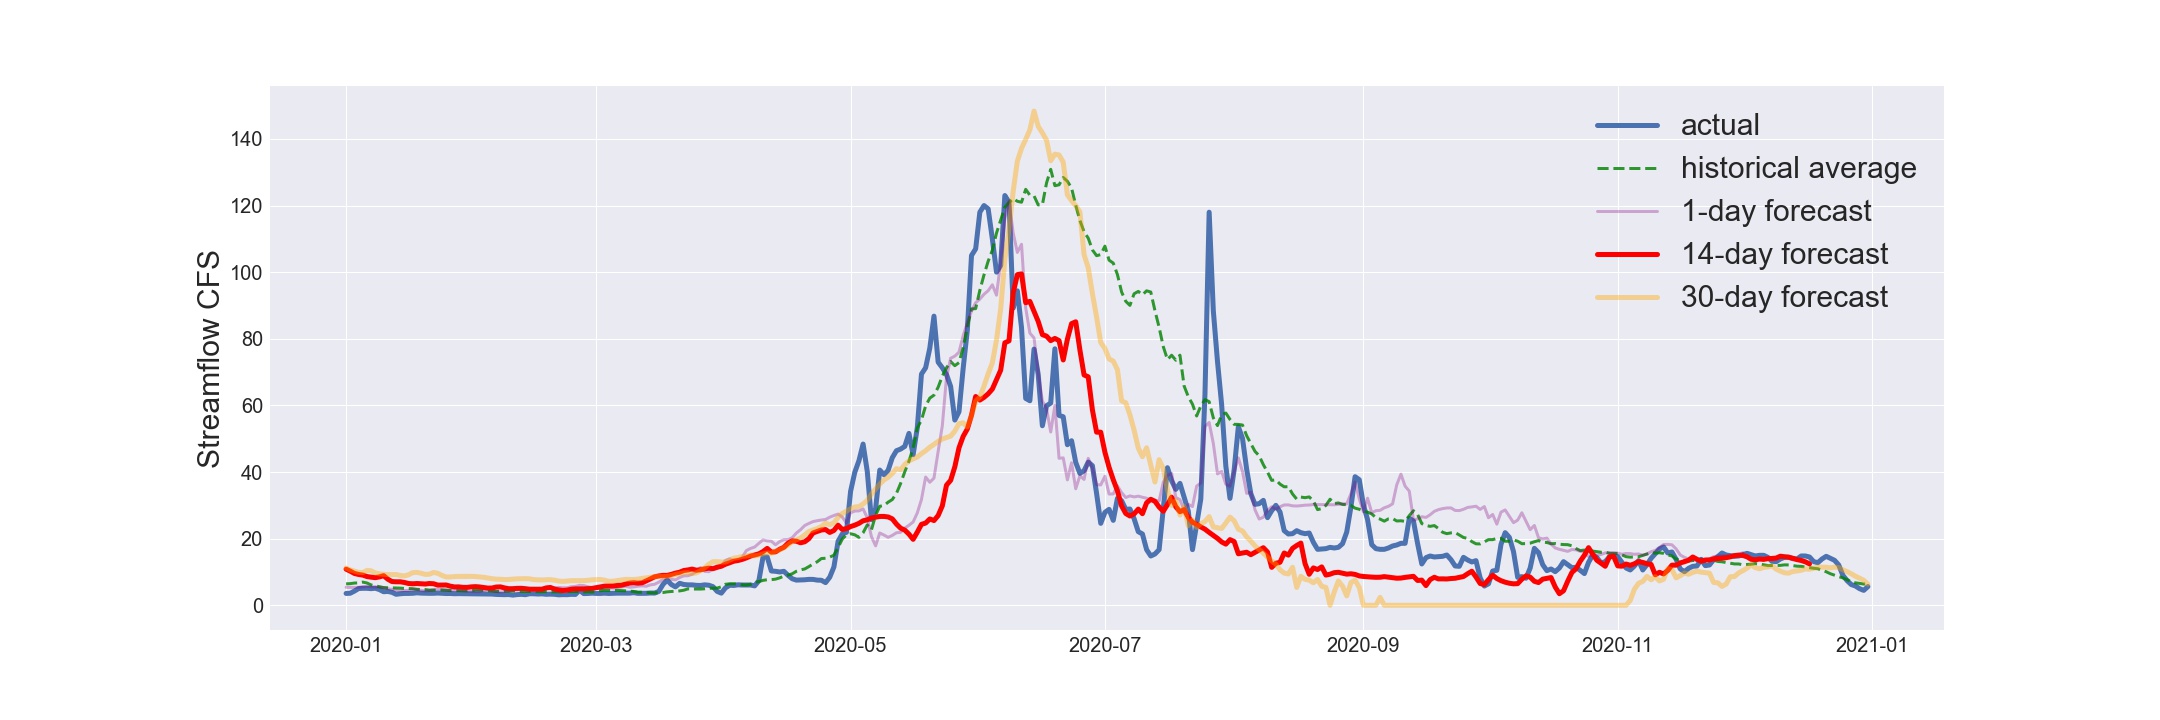 Streamflow CFS
140
120
100
80
60
40
20
0
2020-01
2020-03
2020-05
2020-07
2020-09
2020-11
2021-01
actual
historical average
1-day forecast
14-day forecast
30-day forecast